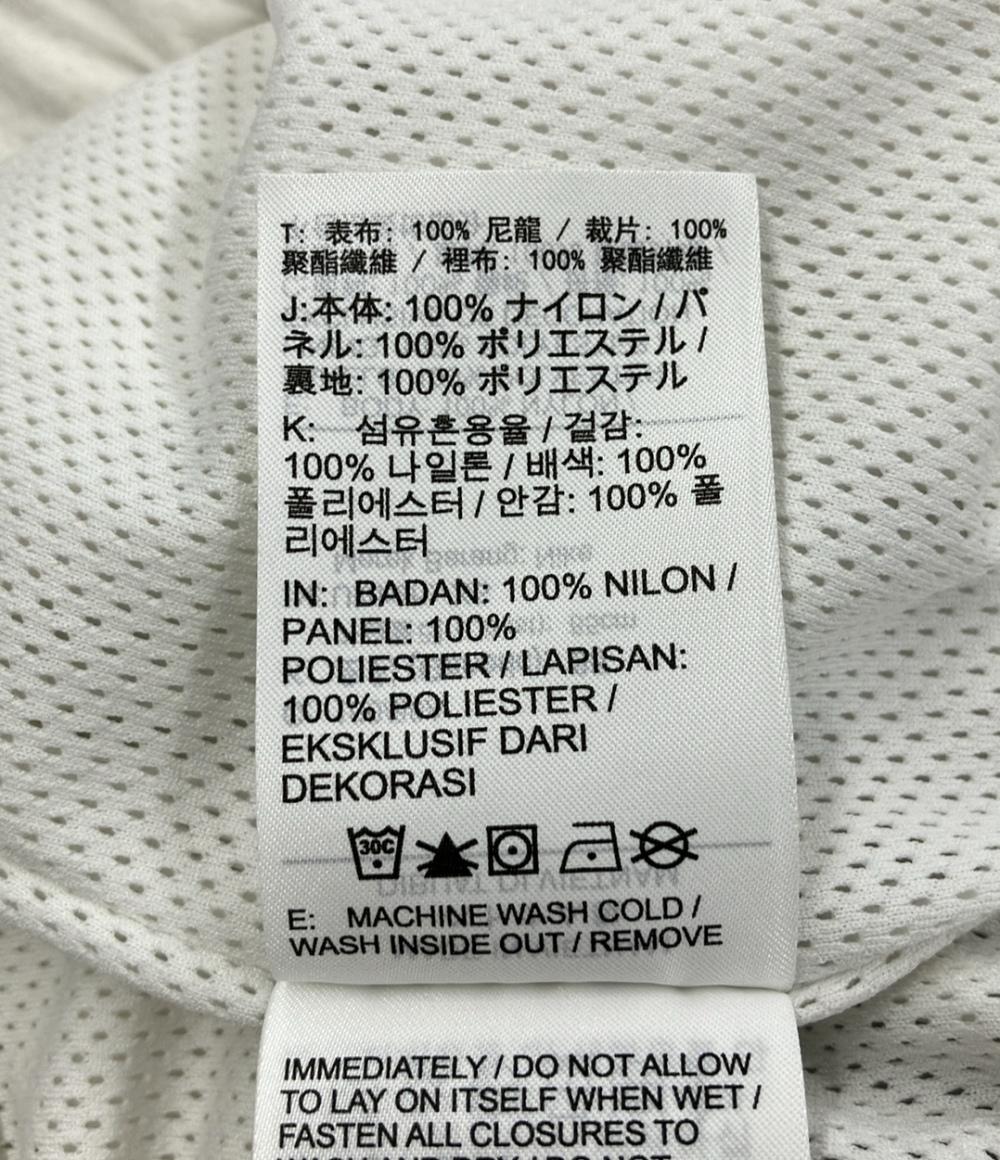 T: 表布: 100% 尼龍 / 裁片: 100%
聚酯纖維 / 裡布: 100% 聚酯纖維
J:本体: 100% ナイロン / パ
ネル: 100% ポリエステル /
裏地: 100% ポリエステル
K: 섬유혼용율 / 겉감:
100% 나일론 / 배색: 100%
폴리에스터 / 안감: 100% 폴
리에스터
IN: BADAN: 100% NILON /
PANEL: 100%
POLIESTER / LAPISAN:
100% POLIESTER /
EKSKLUSIF DARI
DEKORASI
30C
E: MACHINE WASH COLD /
WASH INSIDE OUT / REMOVE
IMMEDIATELY / DO NOT ALLOW
TO LAY ON ITSELF WHEN WET /
FASTEN ALL CLOSURES TO